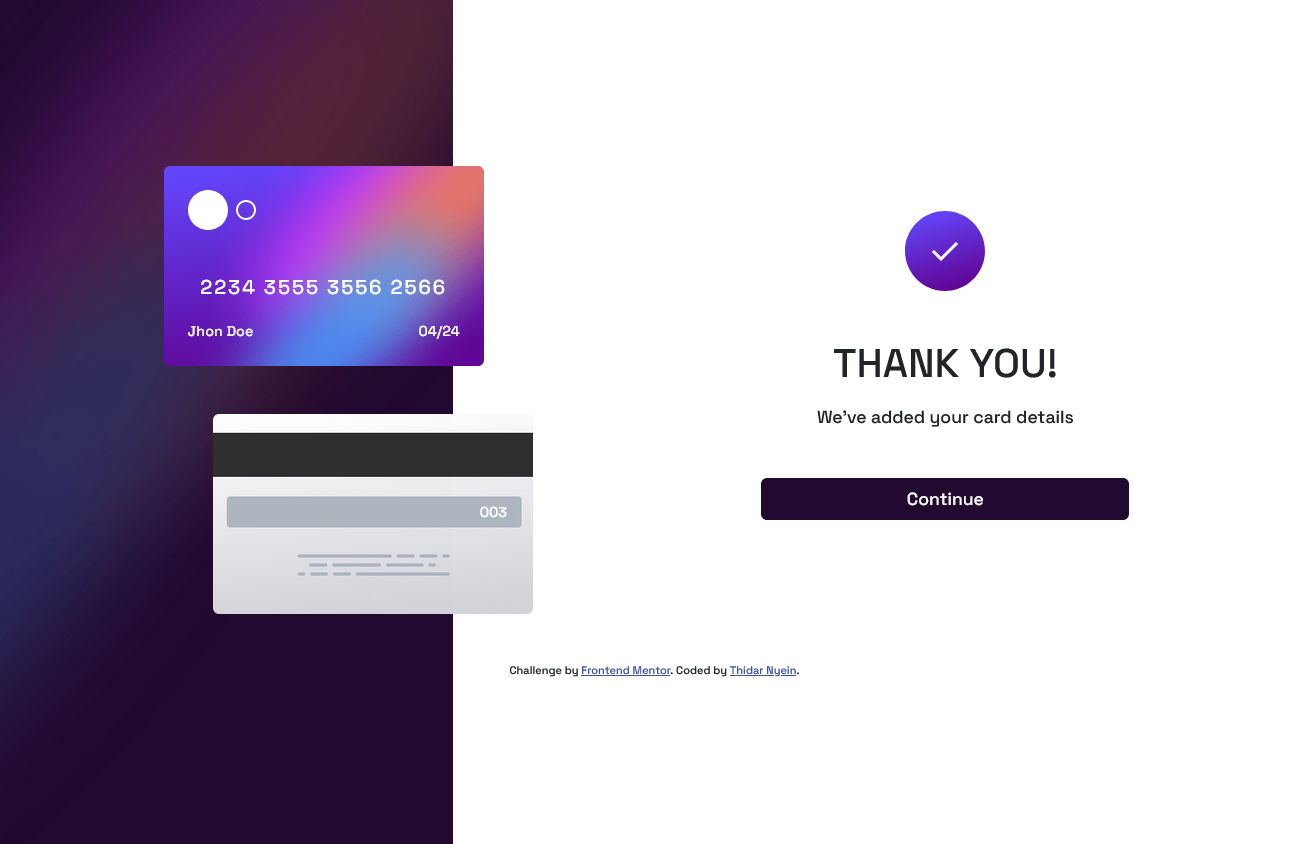 2234 3555 3556 2566
Jhon Doe 04/24
003
THANK YOU!
We've added your card details
Continue
Challenge by Frontend Mentor. Coded by Thidar Nyein.